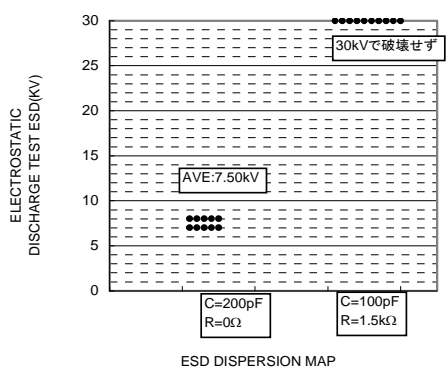 ELECTROSTATIC
DISCHARGE TEST ESD(KV)
30
25
20
15
10
5
0
30kVで破壊せず
AVE:7.50kV
C=200pF
R=0Ω
C=100pF
R=1.5kΩ
ESD DISPERSION MAP